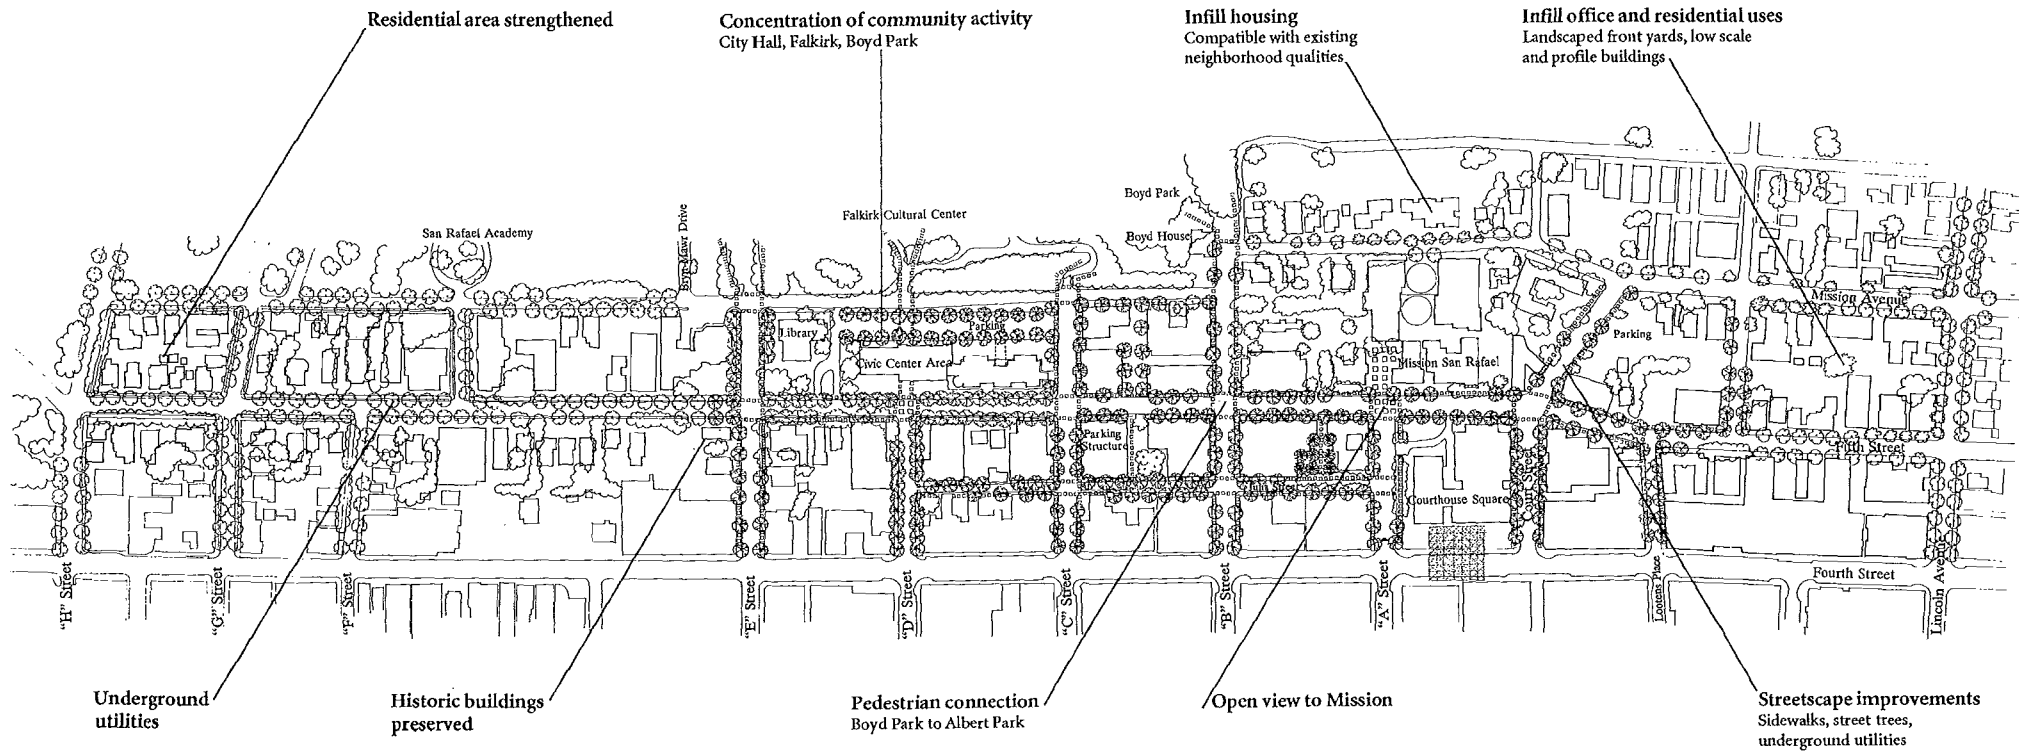 Residential area strengthened
Concentration of community activity
City Hall, Falkirk, Boyd Park
Infill housing
Compatible with existing
neighborhood qualities
Infill office and residential uses
Landscaped front yards, low scale
and profile buildings
Boyd Park
Boyd House
Falkirk Cultural Center
San Rafael Academy
Bryn Mawr Drive
Mission Avenue
Library
Parking
Parking
Civic Center Area
Mission San Rafael
Parking
Structure
Fifth Street
Julia Street
Courthouse Square
Court Street
Fourth Street
"H" Street
"G" Street
"F" Street
"E" Street
"D" Street
"C" Street
"B" Street
"A" Street
Lootens Place
Lincoln Avenue
Underground
utilities
Historic buildings
preserved
Pedestrian connection
Boyd Park to Albert Park
Open view to Mission
Streetscape improvements
Sidewalks, street trees,
underground utilities